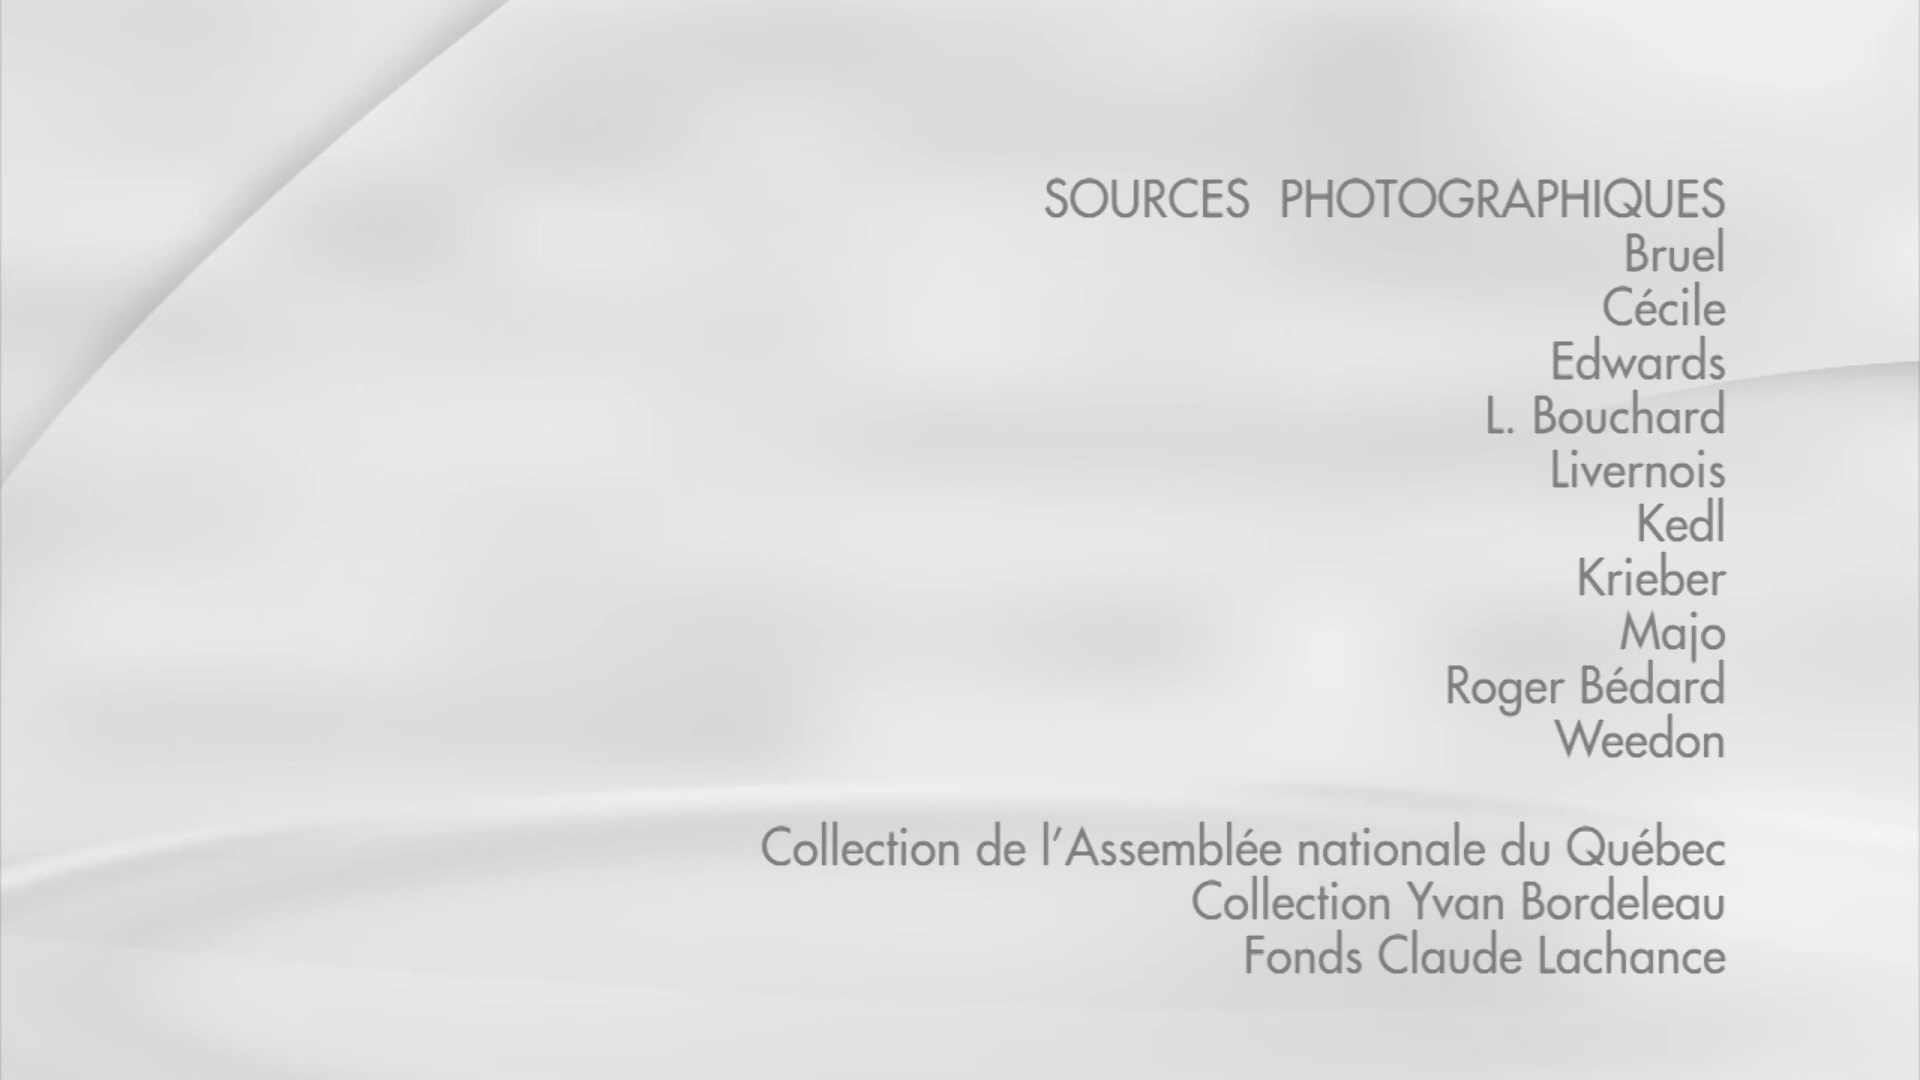 SOURCES PHOTOGRAPHIQUES
Bruel
Cécile
Edwards
L. Bouchard
Livernois
Kedl
Krieber
Majo
Roger Bédard
Weedon
Collection de l'Assemblée nationale du Québec
Collection Yvan Bordeleau
Fonds Claude Lachance